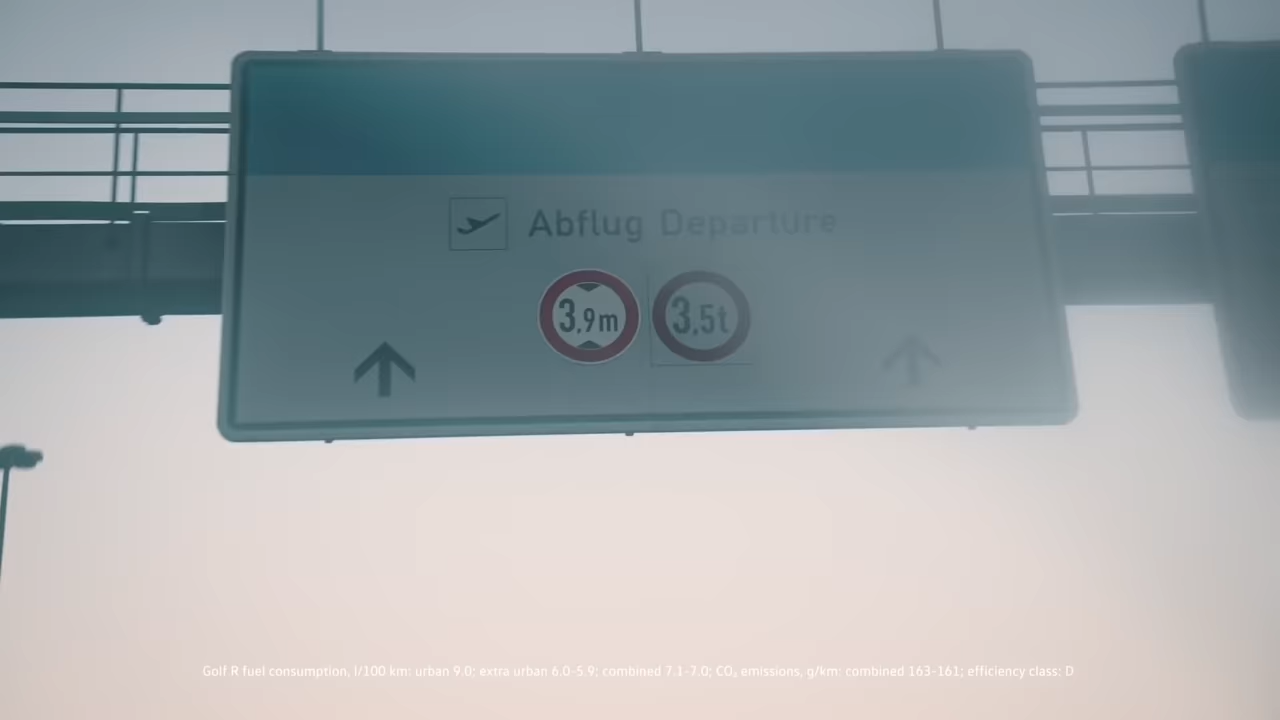 Abflug Departure
3,9m 3,5t
Golf R fuel consumption, l/100 km: urban 9.0; extra urban 6.0-5.9; combined 7.1-7.0; CO₂ emissions, g/km: combined 163-161; efficiency class: D